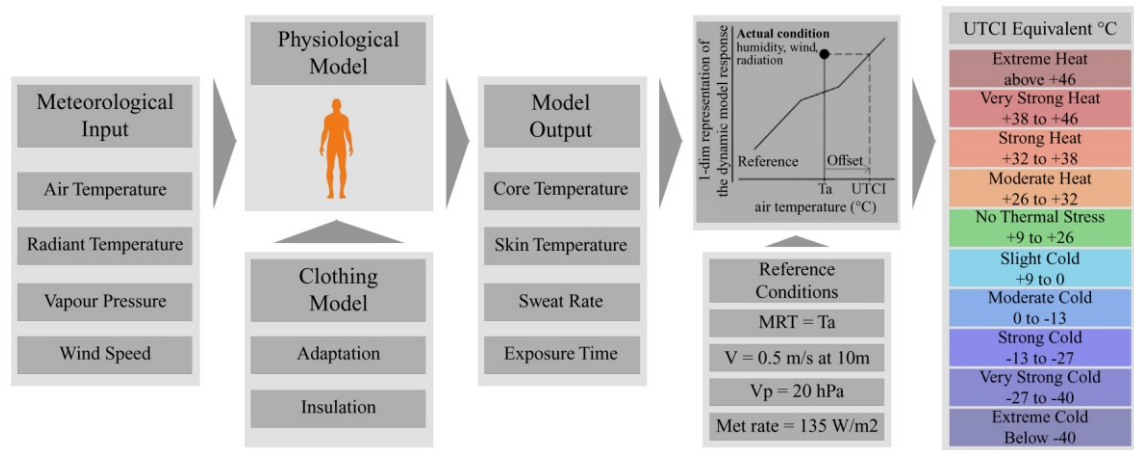 Meteorological
Input
Air Temperature
Radiant Temperature
Vapour Pressure
Wind Speed
Physiological
Model
Clothing
Model
Adaptation
Insulation
Model
Output
Core Temperature
Skin Temperature
Sweat Rate
Exposure Time
1-dim representation of
the dynamic model response
Actual condition
humidity, wind,
radiation
Reference
Offset
Ta
UTCI
air temperature (°C)
Reference
Conditions
MRT = Ta
V = 0.5 m/s at 10m
Vp = 20 hPa
Met rate = 135 W/m2
UTCI Equivalent °C
Extreme Heat
above +46
Very Strong Heat
+38 to +46
Strong Heat
+32 to +38
Moderate Heat
+26 to +32
No Thermal Stress
+9 to +26
Slight Cold
+9 to 0
Moderate Cold
0 to -13
Strong Cold
-13 to -27
Very Strong Cold
-27 to -40
Extreme Cold
Below -40